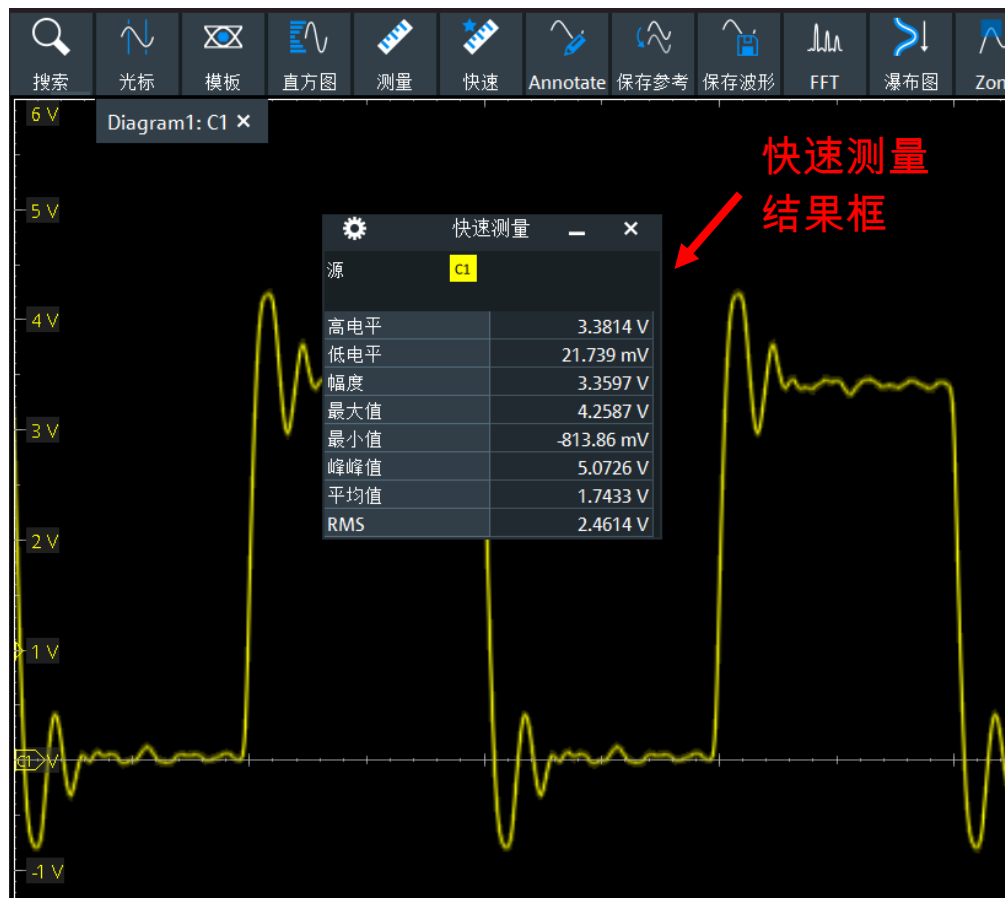 搜索 光标 模板 直方图 测量 快速 Annotate 保存参考 保存波形 FFT 瀑布图 Zon
6 V
Diagram1: C1 ×
快速测量
结果框
5 V
快速测量
源 C1
4 V
高电平 3.3814 V
低电平 21.739 mV
幅度 3.3597 V
最大值 4.2587 V
3 V
最小值 -813.86 mV
峰峰值 5.0726 V
平均值 1.7433 V
RMS 2.4614 V
2 V
1 V
C1 V
-1 V